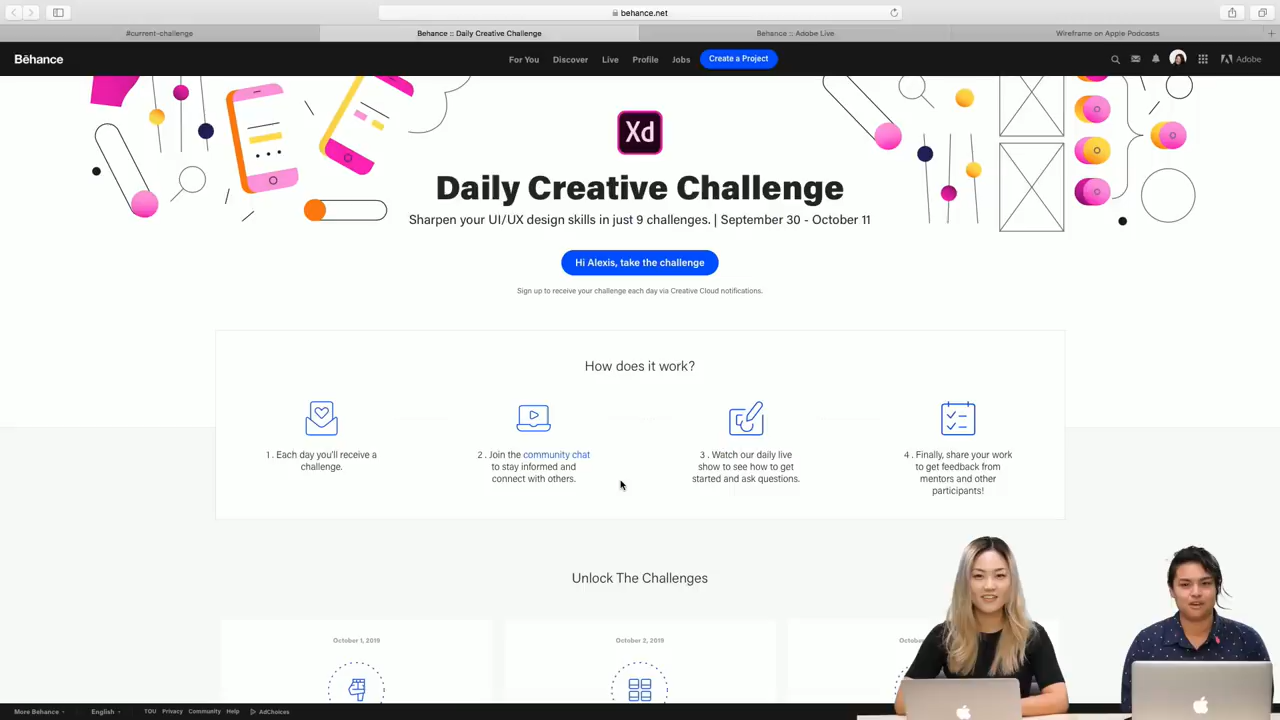 behance.net
#current-challenge
Behance :: Daily Creative Challenge
Behance :: Adobe Live
Wireframe on Apple Podcasts
Bēhance
For You
Discover
Live
Profile
Jobs
Create a Project
Adobe
Xd
Daily Creative Challenge
Sharpen your UI/UX design skills in just 9 challenges. | September 30 - October 11
Hi Alexis, take the challenge
Sign up to receive your challenge each day via Creative Cloud notifications.
How does it work?
1 . Each day you'll receive a
challenge.
2 . Join the community chat
to stay informed and
connect with others.
3 . Watch our daily live
show to see how to get
started and ask questions.
4 . Finally, share your work
to get feedback from
mentors and other
participants!
Unlock The Challenges
October 1, 2019
October 2, 2019
More Behance
English
TOU
Privacy
Community
Help
AdChoices